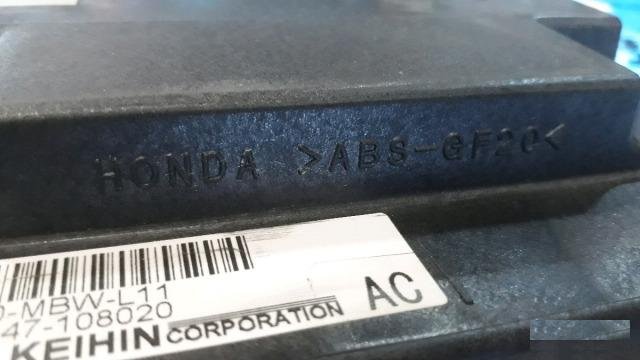 HONDA >ABS-GF20<
-MBW-L11
47-108020
AC
KEIHIN CORPORATION